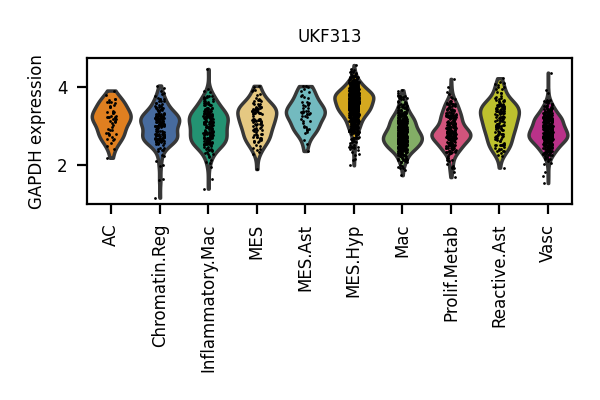 UKF313
GAPDH expression
4
2
AC
Chromatin.Reg
Inflammatory.Mac
MES
MES.Ast
MES.Hyp
Mac
Prolif.Metab
Reactive.Ast
Vasc